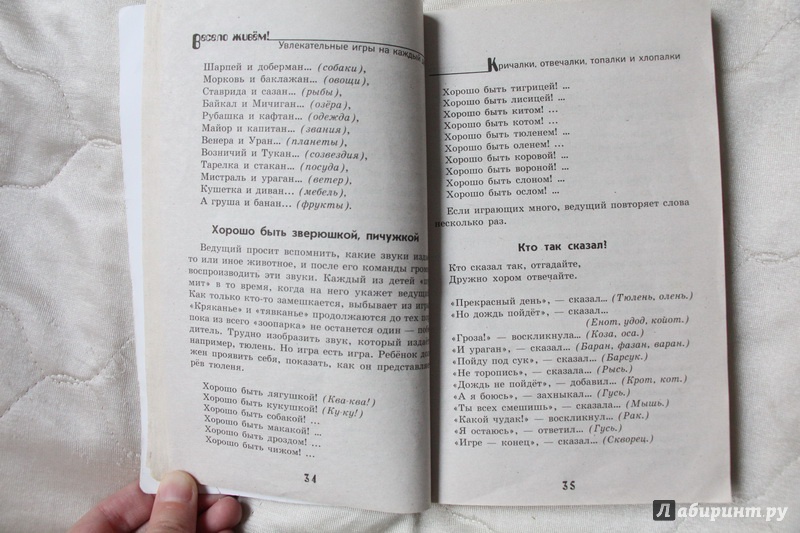 Весело живём!
Увлекательные игры на каждый
Шарпей и доберман... (собаки),
Морковь и баклажан... (овощи),
Ставрида и сазан... (рыбы),
Байкал и Мичиган... (озёра),
Рубашка и кафтан... (одежда),
Майор и капитан... (звания),
Венера и Уран... (планеты),
Возничий и Тукан... (созвездия),
Тарелка и стакан... (посуда),
Мистраль и ураган... (ветер),
Кушетка и диван... (мебель),
А груша и банан... (фрукты).
Хорошо быть зверюшкой, пичужкой
Ведущий просит вспомнить, какие звуки изда
то или иное животное, и после его команды гром
воспроизводить эти звуки. Каждый из детей
мит» в то время, когда на него укажет ведущи
Как только кто-то замешкается, выбывает из игр
«Кряканье» и «тявканье» продолжаются до тех по
пока из всего «зоопарка» не останется один — поб
дитель. Трудно изобразить звук, который издаё
например, тюлень. Но игра есть игра. Ребёнок до
жен проявить себя, показать, как он представля
рёв тюленя.
Хорошо быть лягушкой! (Ква-ква!)
Хорошо быть кукушкой! (Ку-ку!)
Хорошо быть собакой! ...
Хорошо быть макакой! ...
Хорошо быть дроздом! ...
Хорошо быть чижом! ...
34
Кричалки, отвечалки, топалки и хлопалки
Хорошо быть тигрицей! ...
Хорошо быть лисицей! ...
Хорошо быть китом! ...
Хорошо быть котом! ...
Хорошо быть тюленем! ...
Хорошо быть оленем! ...
Хорошо быть коровой! ...
Хорошо быть вороной! ...
Хорошо быть слоном! ...
Хорошо быть ослом! ...
Если играющих много, ведущий повторяет слова
несколько раз.
Кто так сказал!
Кто сказал так, отгадайте,
Дружно хором отвечайте.
«Прекрасный день», — сказал... (Тюлень, олень.)
«Но дождь пойдёт», — сказал...
(Енот, удод, койот.)
«Гроза!» — воскликнула... (Коза, оса.)
«И ураган», — сказал... (Баран, фазан, варан.)
«Пойду под сук», — сказал... (Барсук.)
«Не торопись», — сказала... (Рысь.)
«Дождь не пойдёт», — добавил... (Крот, кот.)
«А я боюсь», — захныкал... (Гусь.)
«Ты всех смешишь», — сказала... (Мышь.)
«Какой чудак!» — воскликнул... (Рак.)
«Я остаюсь», — ответил... (Гусь.)
«Игре — конец», — сказал... (Скворец.)
35
Лабиринт.ру